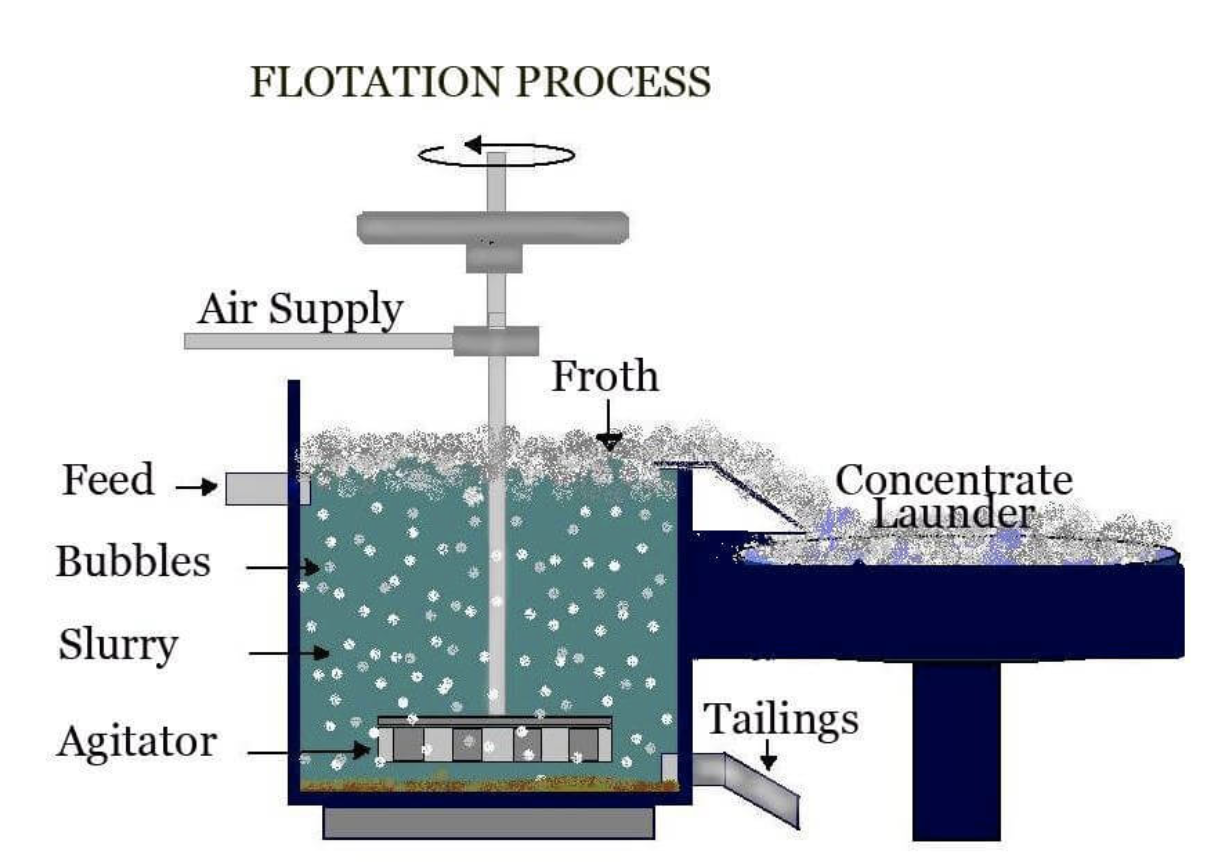 FLOTATION PROCESS
Air Supply
Froth
Feed
Concentrate
Launder
Bubbles
Slurry
Agitator
Tailings